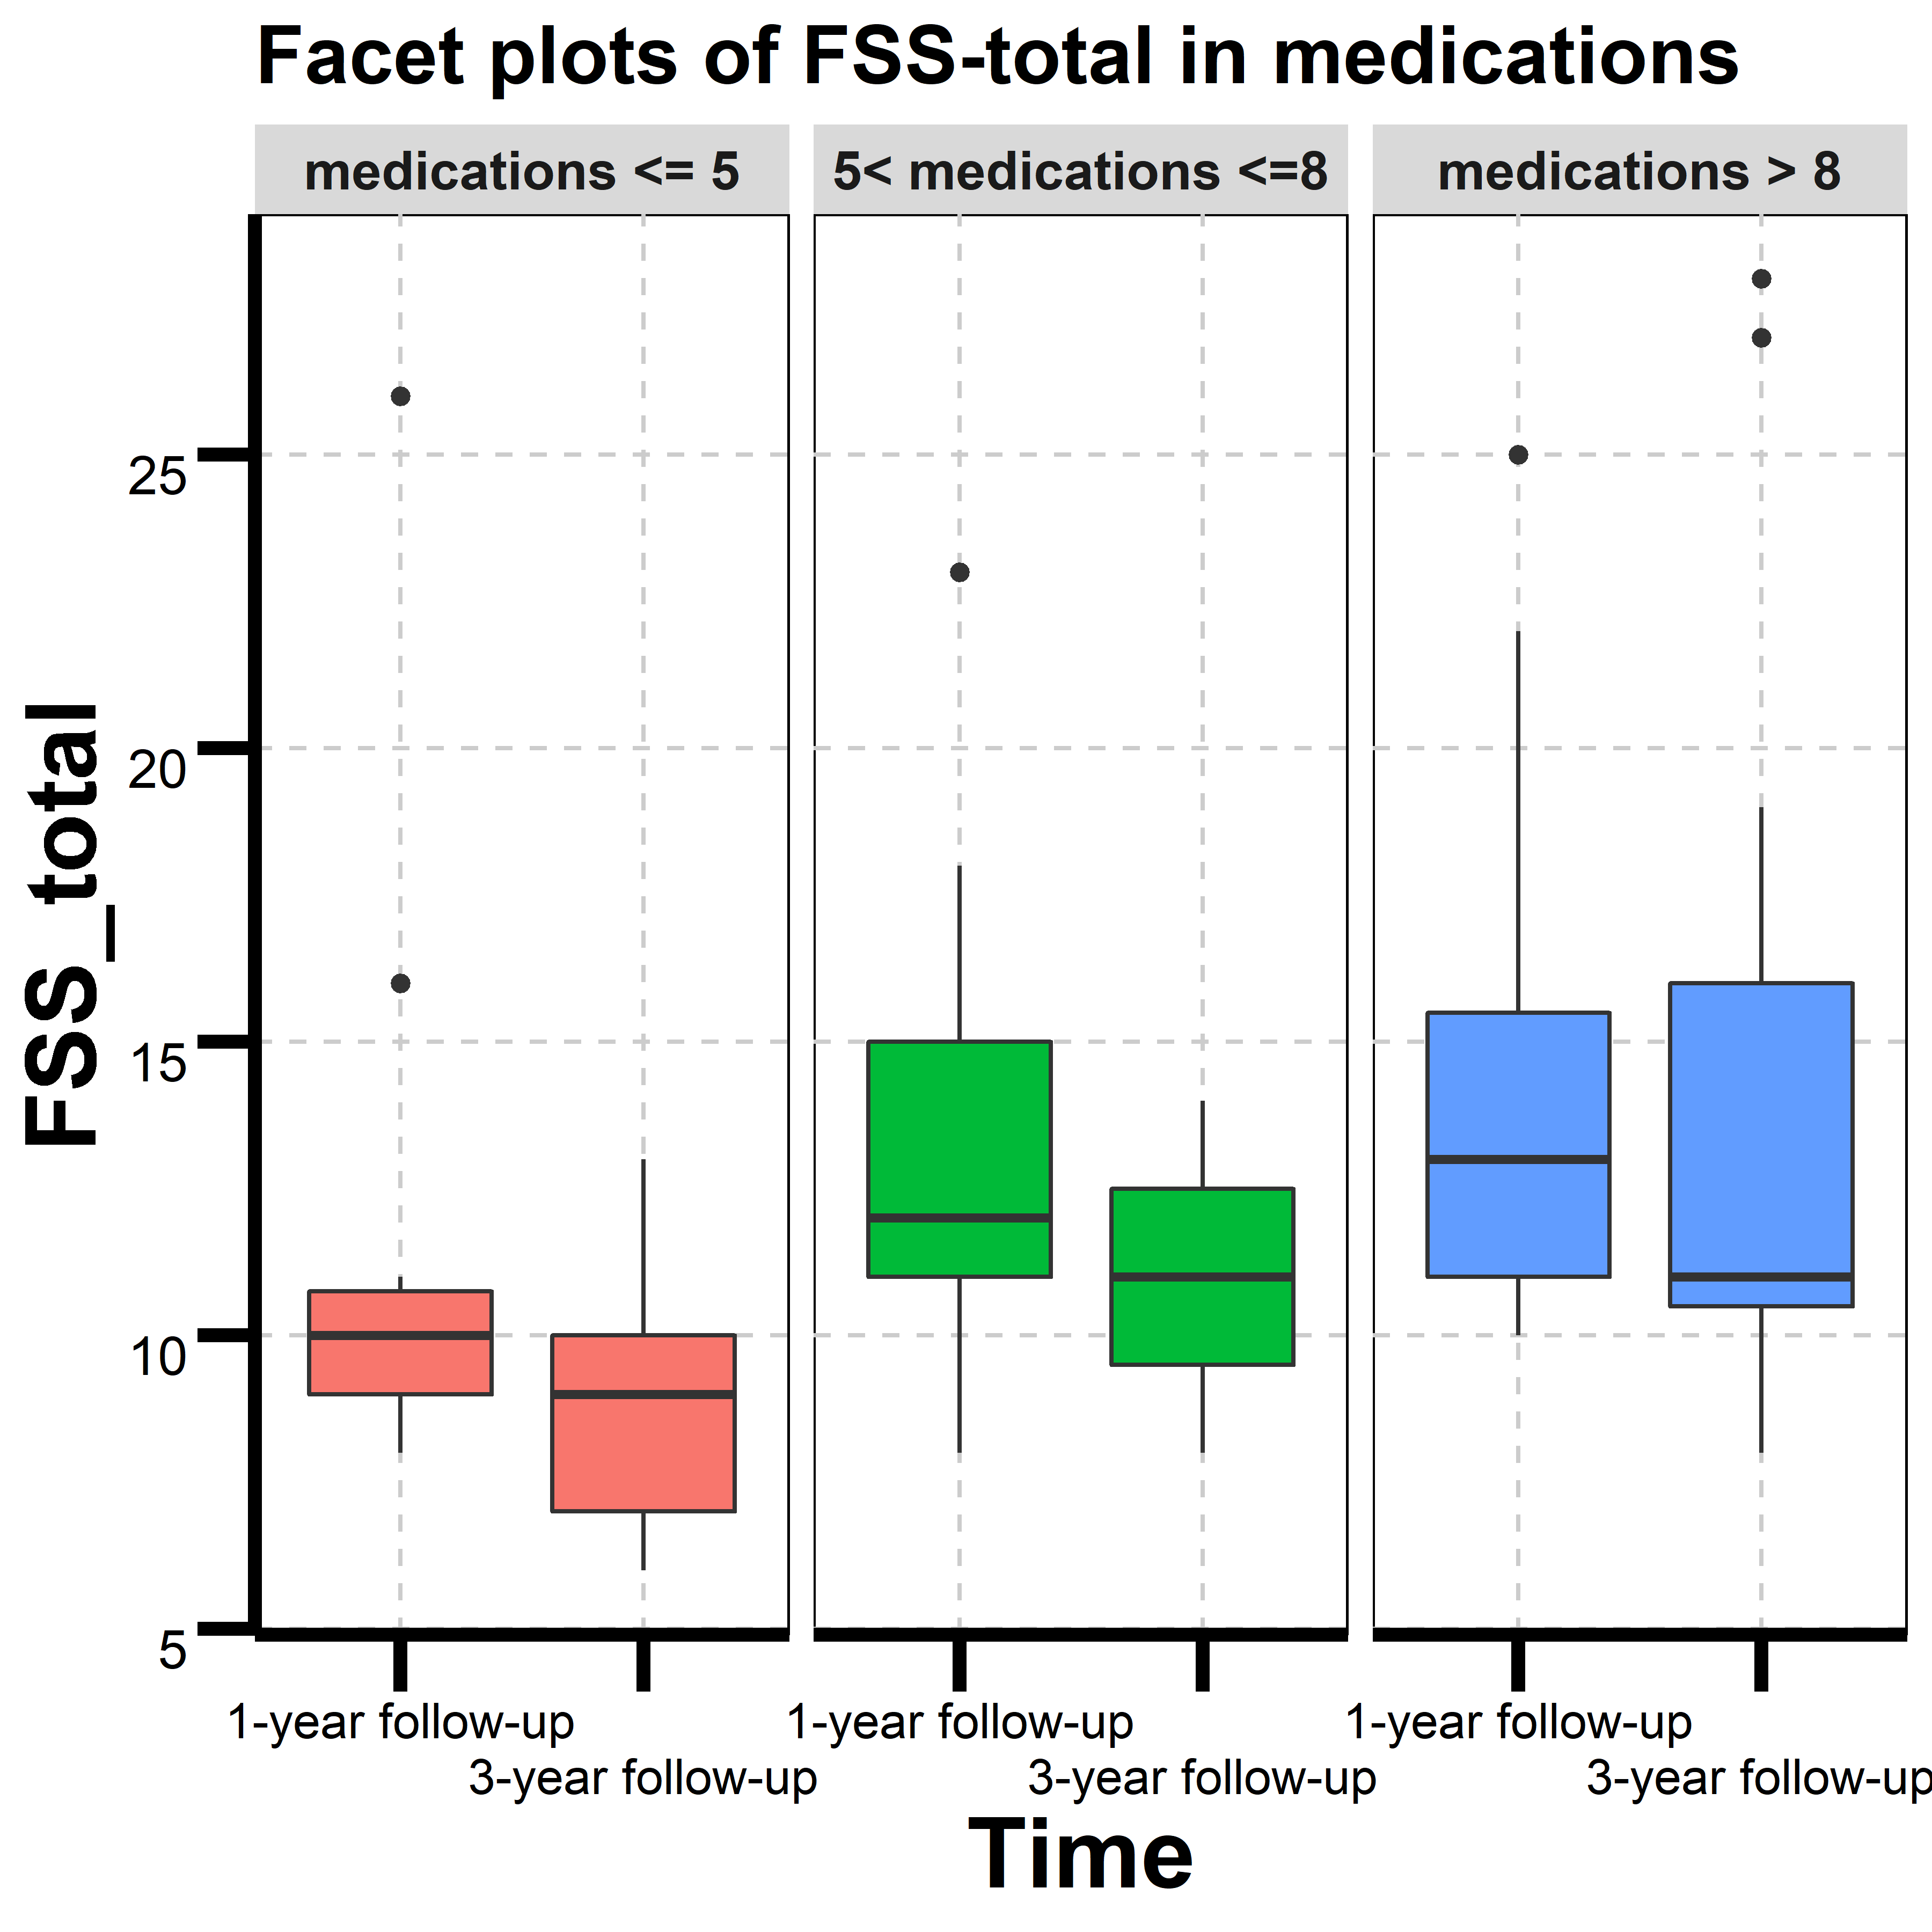 Facet plots of FSS-total in medications
medications <= 5
5< medications <=8
medications > 8
FSS_total
25
20
15
10
5
1-year follow-up
3-year follow-up
1-year follow-up
3-year follow-up
1-year follow-up
3-year follow-up
Time